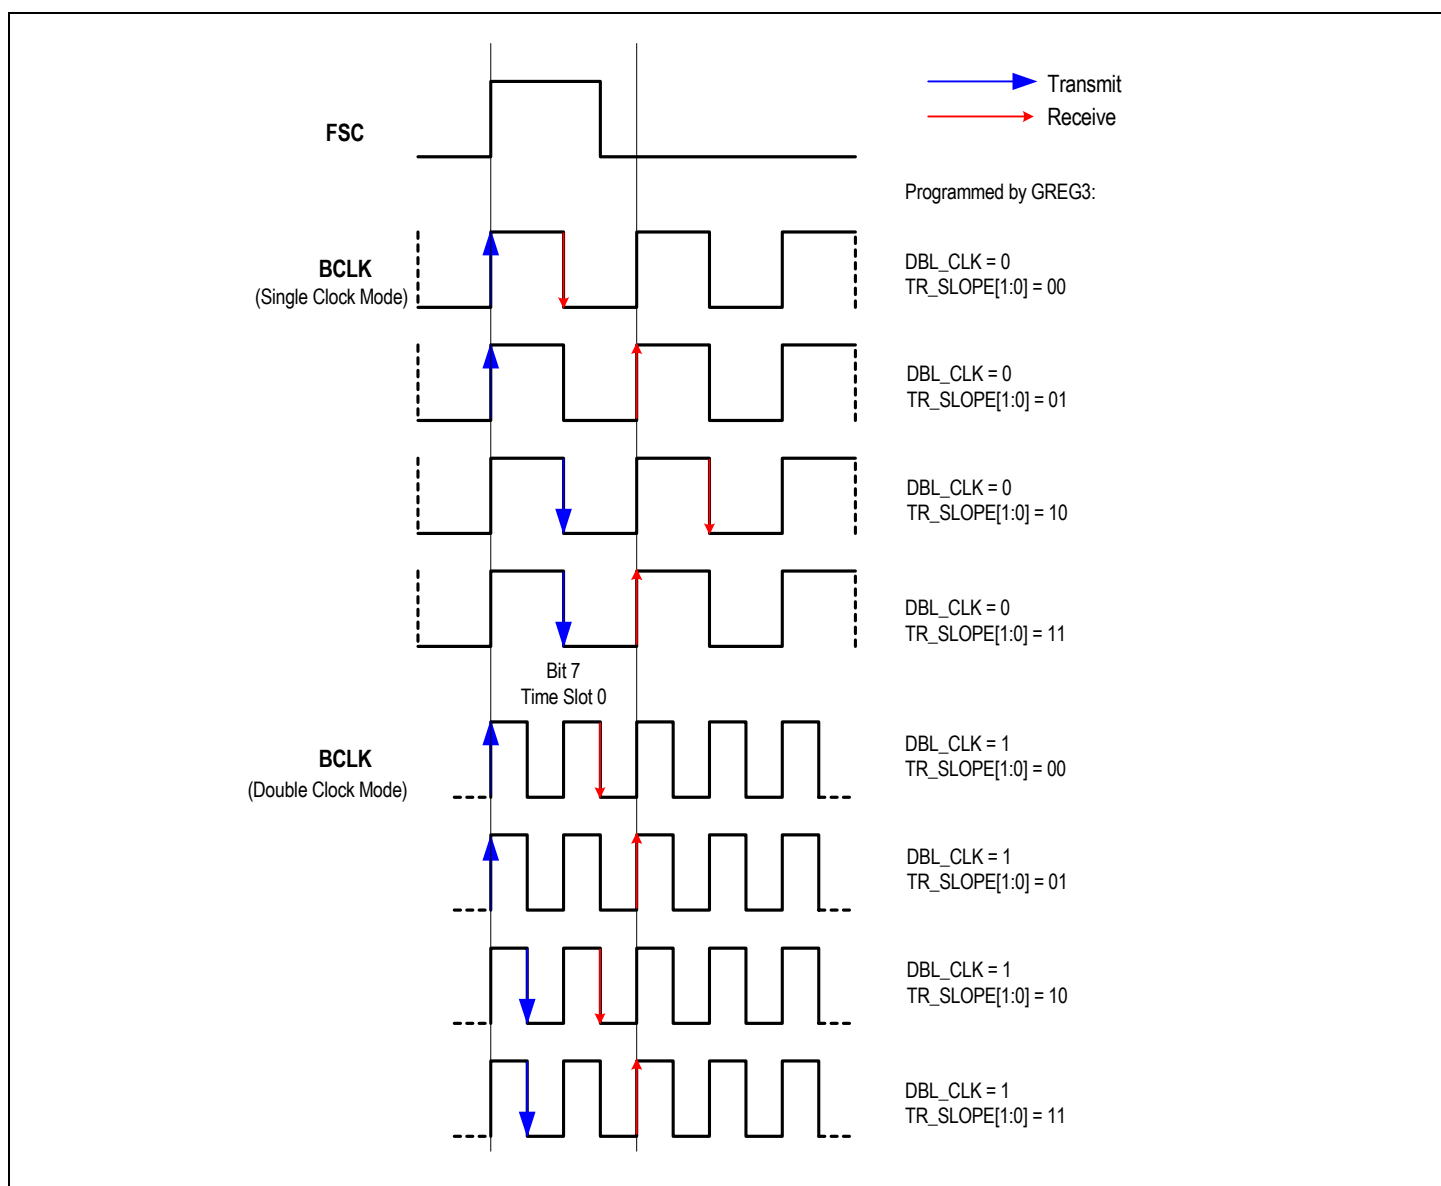 Transmit
Receive
FSC
Programmed by GREG3:
BCLK
(Single Clock Mode)
DBL_CLK = 0
TR_SLOPE[1:0] = 00
DBL_CLK = 0
TR_SLOPE[1:0] = 01
DBL_CLK = 0
TR_SLOPE[1:0] = 10
DBL_CLK = 0
TR_SLOPE[1:0] = 11
Bit 7
Time Slot 0
BCLK
(Double Clock Mode)
DBL_CLK = 1
TR_SLOPE[1:0] = 00
DBL_CLK = 1
TR_SLOPE[1:0] = 01
DBL_CLK = 1
TR_SLOPE[1:0] = 10
DBL_CLK = 1
TR_SLOPE[1:0] = 11